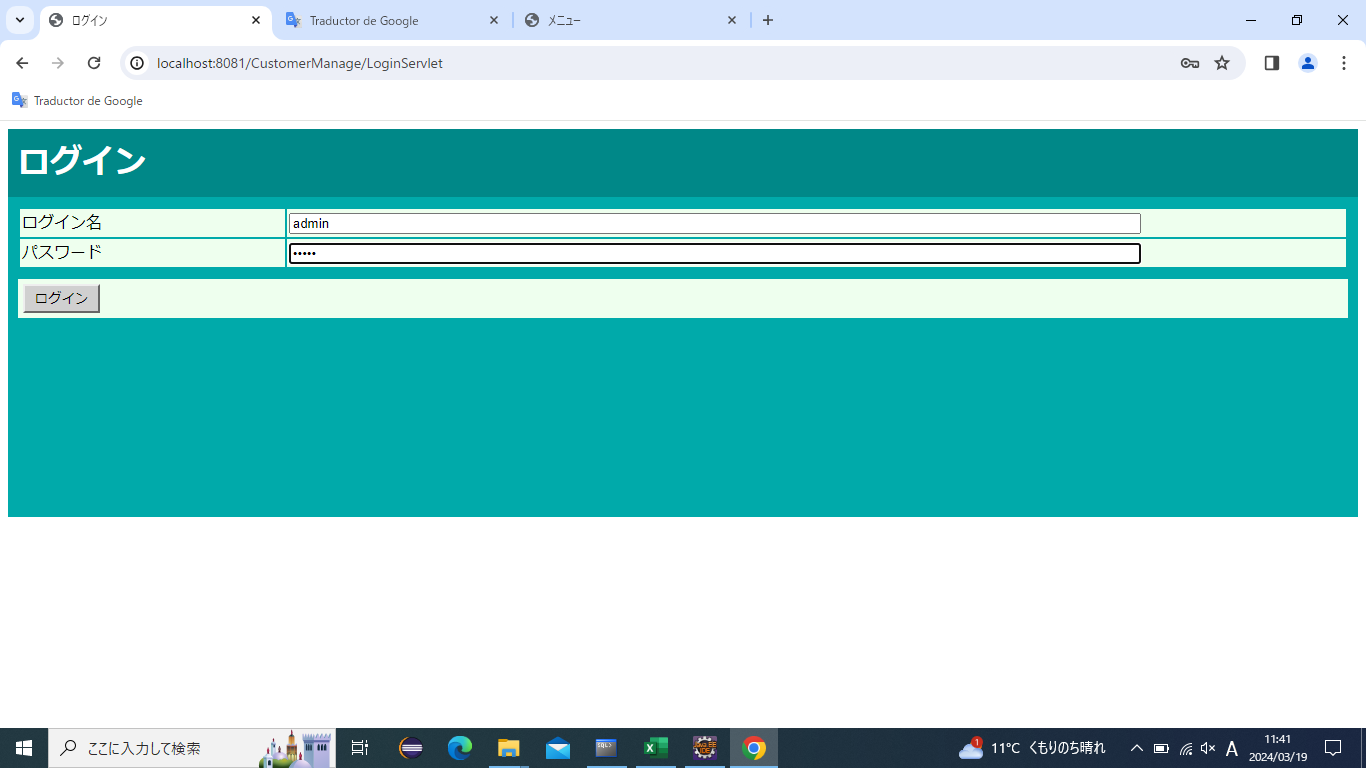 ログイン
Traductor de Google
メニュー
localhost:8081/CustomerManage/LoginServlet
Traductor de Google
ログイン
ログイン名
admin
パスワード
•••••
ログイン
ここに入力して検索
SQL>
1
11°C くもりのち晴れ
A
11:41
2024/03/19